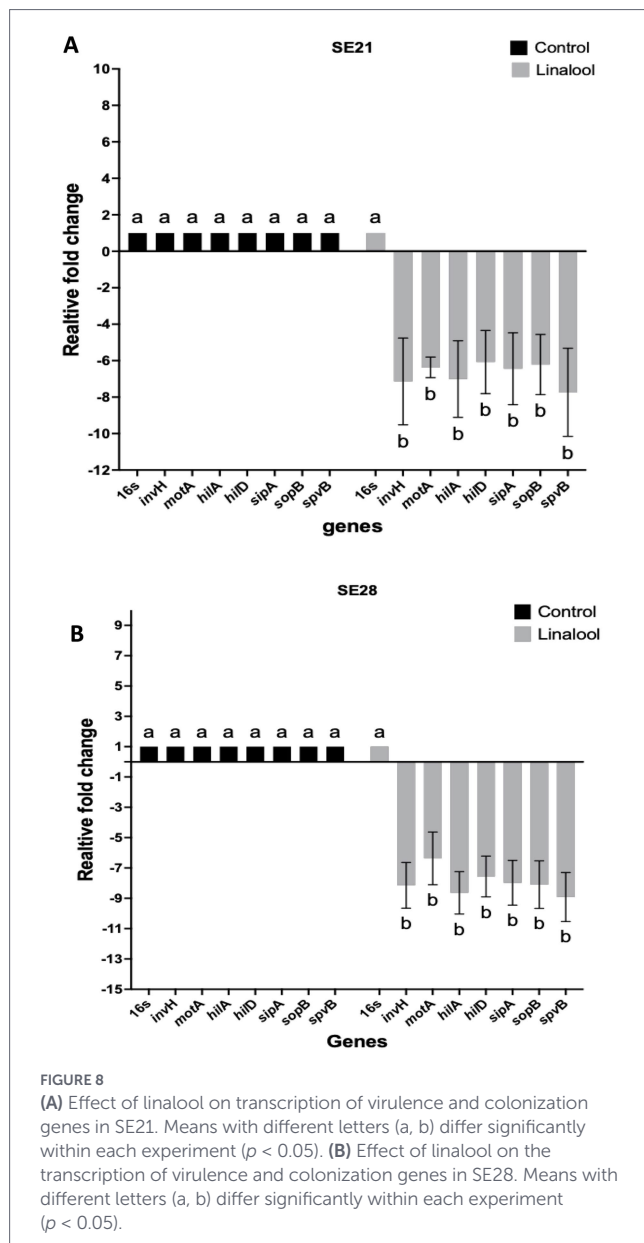 A
SE21
Control
Linalool
Realtive fold change
10
8
6
4
2
0
-2
-4
-6
-8
-10
-12
a a a a a a a a a
b b b b b b b
16s invH motA hilA hilD sipA sopB spvB 16s invH motA hilA hilD sipA sopB spvB
genes
B
SE28
Control
Linalool
Realtive fold change
9
7
5
3
1
-1
-3
-5
-7
-9
-11
-13
-15
a a a a a a a a a
b b b b b b b
16s invH motA hilA hilD sipA sopB spvB 16s invH motA hilA hilD sipA sopB spvB
Genes
FIGURE 8
(A) Effect of linalool on transcription of virulence and colonization
genes in SE21. Means with different letters (a, b) differ significantly
within each experiment (p < 0.05). (B) Effect of linalool on the
transcription of virulence and colonization genes in SE28. Means with
different letters (a, b) differ significantly within each experiment
(p < 0.05).